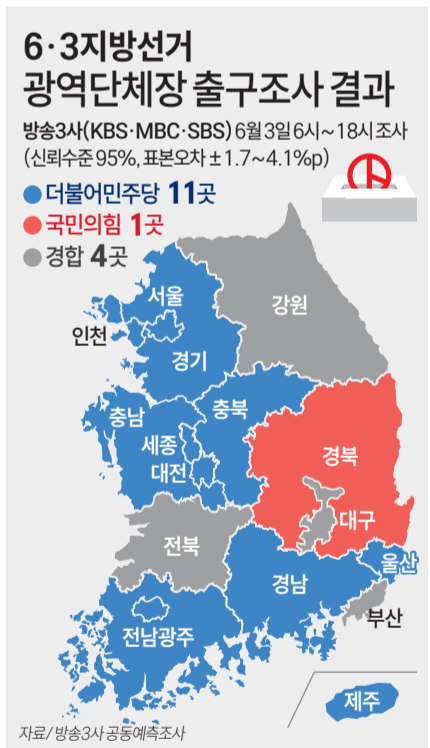 6·3지방선거
광역단체장 출구조사 결과
방송3사(KBS·MBC·SBS) 6월 3일 6시~18시 조사
(신뢰수준 95%, 표본오차 ±1.7~4.1%p)
더불어민주당 11곳
국민의힘 1곳
경합 4곳
서울
강원
인천
경기
충남
충북
세종
대전
경북
대구
전북
울산
경남
부산
전남광주
제주
자료/방송3사 공동예측조사